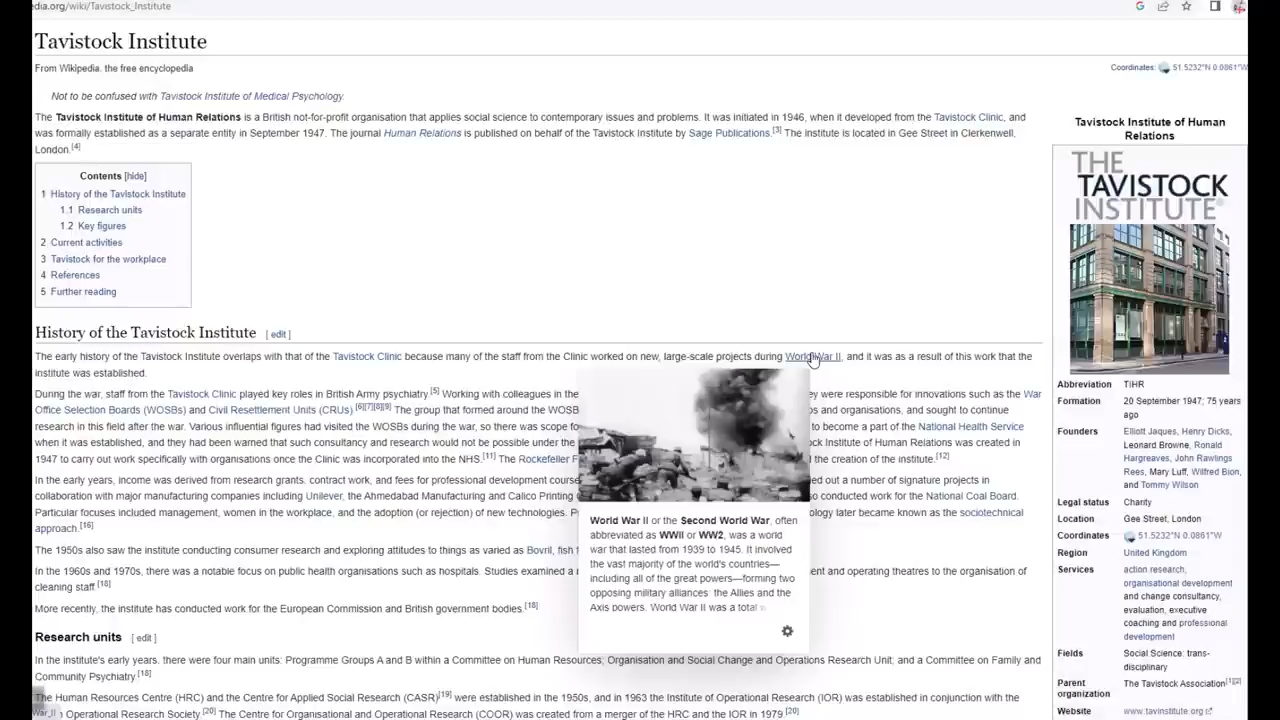 dia.org/wiki/Tavistock_Institute
Tavistock Institute
From Wikipedia, the free encyclopedia
Coordinates: 51.5232°N 0.0861°W
Not to be confused with Tavistock Institute of Medical Psychology.
The Tavistock Institute of Human Relations is a British not-for-profit organisation that applies social science to contemporary issues and problems. It was initiated in 1946, when it developed from the Tavistock Clinic, and
was formally established as a separate entity in September 1947. The journal Human Relations is published on behalf of the Tavistock Institute by Sage Publications.[3] The institute is located in Gee Street in Clerkenwell,
London.[4]
Contents [hide]
1 History of the Tavistock Institute
1.1 Research units
1.2 Key figures
2 Current activities
3 Tavistock for the workplace
4 References
5 Further reading
History of the Tavistock Institute [ edit ]
The early history of the Tavistock Institute overlaps with that of the Tavistock Clinic because many of the staff from the Clinic worked on new, large-scale projects during World War II, and it was as a result of this work that the
institute was established.
During the war, staff from the Tavistock Clinic played key roles in British Army psychiatry.[5] Working with colleagues in the ey were responsible for innovations such as the War
Office Selection Boards (WOSBs) and Civil Resettlement Units (CRUs).[6][7][8][9] The group that formed around the WOSB s and organisations, and sought to continue
research in this field after the war. Various influential figures had visited the WOSBs during the war, so there was scope fo to become a part of the National Health Service
when it was established, and they had been warned that such consultancy and research would not be possible under the ock Institute of Human Relations was created in
1947 to carry out work specifically with organisations once the Clinic was incorporated into the NHS.[11] The Rockefeller F the creation of the institute.[12]
In the early years, income was derived from research grants, contract work, and fees for professional development course ed out a number of signature projects in
collaboration with major manufacturing companies including Unilever, the Ahmedabad Manufacturing and Calico Printing so conducted work for the National Coal Board.
Particular focuses included management, women in the workplace, and the adoption (or rejection) of new technologies. P ology later became known as the sociotechnical
approach.[16]
The 1950s also saw the institute conducting consumer research and exploring attitudes to things as varied as Bovril, fish
In the 1960s and 1970s, there was a notable focus on public health organisations such as hospitals. Studies examined a nt and operating theatres to the organisation of
cleaning staff.[18]
More recently, the institute has conducted work for the European Commission and British government bodies.[18]
Research units [ edit ]
In the institute's early years, there were four main units: Programme Groups A and B within a Committee on Human Resources; Organisation and Social Change and Operations Research Unit; and a Committee on Family and
Community Psychiatry.[18]
The Human Resources Centre (HRC) and the Centre for Applied Social Research (CASR)[19] were established in the 1950s, and in 1963 the Institute of Operational Research (IOR) was established in conjunction with the
War_II Operational Research Society.[20] The Centre for Organisational and Operational Research (COOR) was created from a merger of the HRC and the IOR in 1979.[20]
World War II or the Second World War, often
abbreviated as WWII or WW2, was a world
war that lasted from 1939 to 1945. It involved
the vast majority of the world's countries—
including all of the great powers—forming two
opposing military alliances: the Allies and the
Axis powers. World War II was a total
Tavistock Institute of Human
Relations
THE
TAVISTOCK
INSTITUTE®
Abbreviation TIHR
Formation 20 September 1947; 75 years
ago
Founders Elliott Jaques, Henry Dicks,
Leonard Browne, Ronald
Hargreaves, John Rawlings
Rees, Mary Luff, Wilfred Bion,
and Tommy Wilson
Legal status Charity
Location Gee Street, London
Coordinates 51.5232°N 0.0861°W
Region United Kingdom
Services action research,
organisational development
and change consultancy,
evaluation, executive
coaching and professional
development
Fields Social Science: trans-
disciplinary
Parent The Tavistock Association[1][2]
organization
Website www.tavinstitute.org